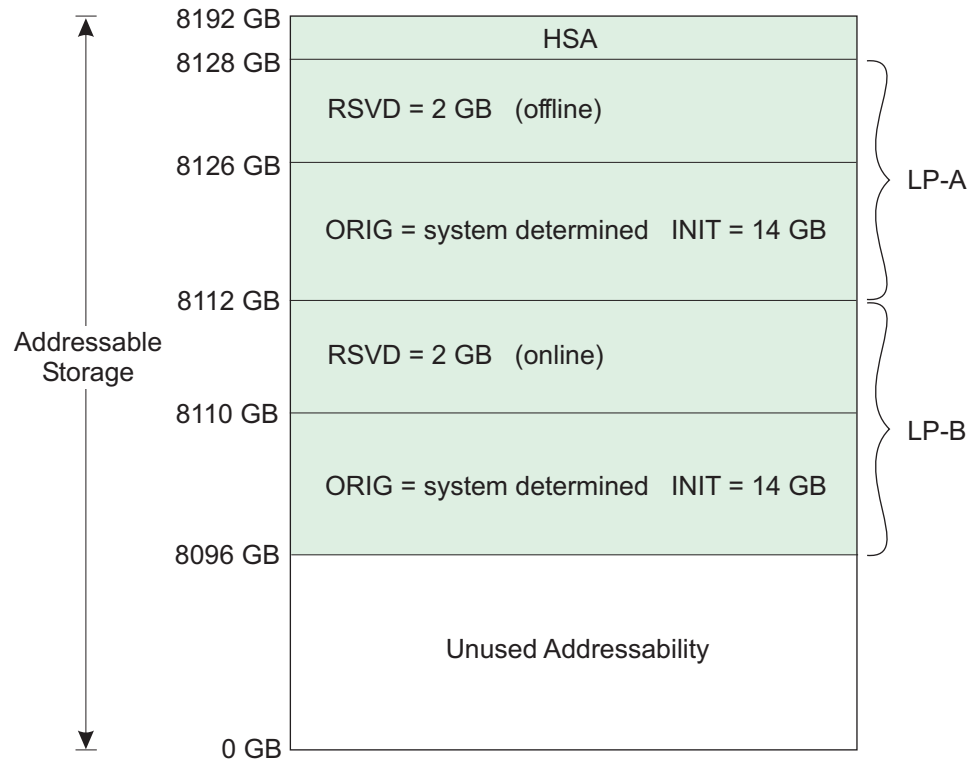 8192 GB
HSA
8128 GB
RSVD = 2 GB (offline)
8126 GB
LP-A
ORIG = system determined INIT = 14 GB
8112 GB
Addressable
Storage
RSVD = 2 GB (online)
8110 GB
LP-B
ORIG = system determined INIT = 14 GB
8096 GB
Unused Addressability
0 GB